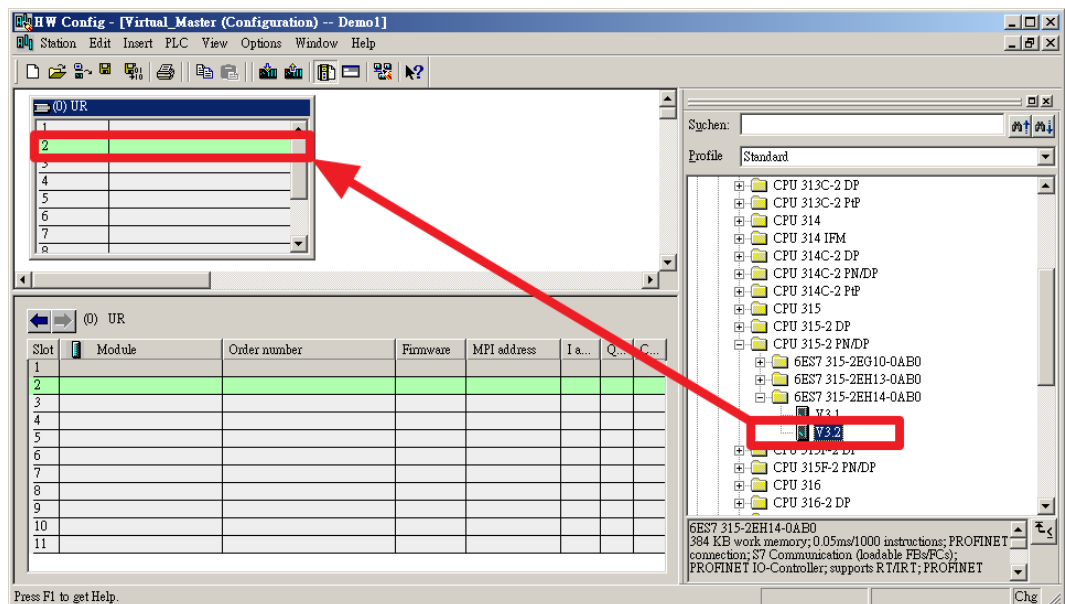 HW Config - [Virtual_Master (Configuration) -- Demo1]
Station Edit Insert PLC View Options Window Help
(0) UR
1
2
3
4
5
6
7
8
Suchen:
Profile Standard
CPU 313C-2 DP
CPU 313C-2 PtP
CPU 314
CPU 314 IFM
CPU 314C-2 DP
CPU 314C-2 PN/DP
CPU 314C-2 PtP
CPU 315
CPU 315-2 DP
CPU 315-2 PN/DP
6ES7 315-2EG10-0AB0
6ES7 315-2EH13-0AB0
6ES7 315-2EH14-0AB0
V3.1
V3.2
CPU 315F-2 DP
CPU 315F-2 PN/DP
CPU 316
CPU 316-2 DP
6ES7 315-2EH14-0AB0
384 KB work memory; 0.05ms/1000 instructions; PROFINET
connection; S7 Communication (loadable FBs/FCs);
PROFINET IO-Controller; supports RT/IRT; PROFINET
(0) UR
Slot Module Order number Firmware MPI address I a... Q... C...
1
2
3
4
5
6
7
8
9
10
11
Press F1 to get Help.
Chg